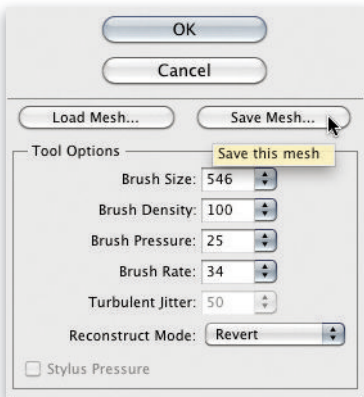 OK
Cancel
Load Mesh... Save Mesh...
Tool Options
Save this mesh
Brush Size: 546
Brush Density: 100
Brush Pressure: 25
Brush Rate: 34
Turbulent Jitter: 50
Reconstruct Mode: Revert
Stylus Pressure